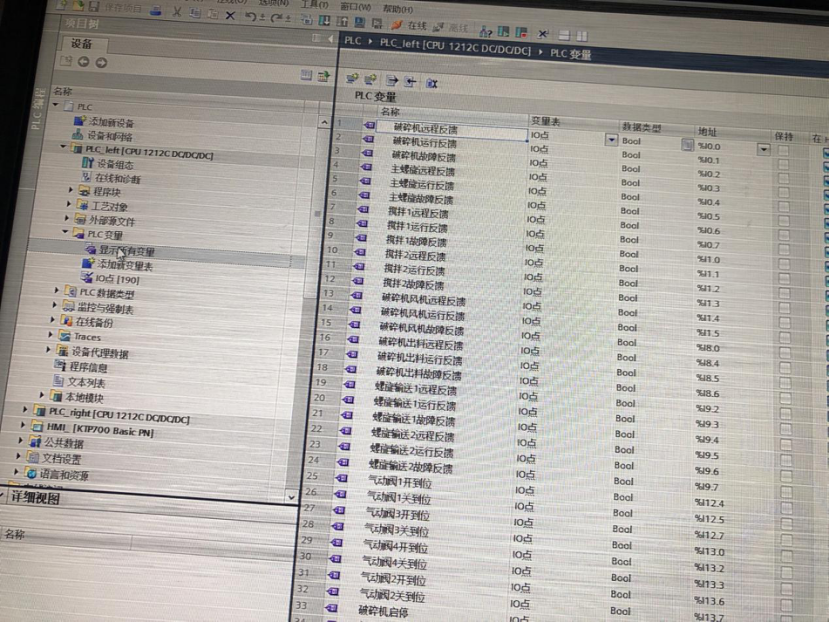 工具(T) 窗口(W) 帮助(H)
在线
PLC ▸ PLC_left [CPU 1212C DC/DC/DC] ▸ PLC 变量
项目树
设备
PLC 编程
名称
PLC
添加新设备
设备和网络
PLC_left [CPU 1212C DC/DC/DC]
设备组态
在线和诊断
程序块
工艺对象
外部源文件
PLC 变量
显示所有变量
添加新变量表
IO点 [190]
PLC 数据类型
监控与强制表
在线备份
Traces
设备代理数据
程序信息
文本列表
本地模块
PLC_right [CPU 1212C DC/DC/DC]
HMI_ [KTP700 Basic PN]
公共数据
文档设置
语言和资源
详细视图
名称
PLC 变量
名称 变量表 数据类型 地址 保持 在
1 破碎机远程反馈 IO点 Bool %I0.0
2 破碎机运行反馈 IO点 Bool %I0.1
3 破碎机故障反馈 IO点 Bool %I0.2
4 主螺旋远程反馈 IO点 Bool %I0.3
5 主螺旋运行反馈 IO点 Bool %I0.4
6 主螺旋故障反馈 IO点 Bool %I0.5
7 搅拌1远程反馈 IO点 Bool %I0.6
8 搅拌1运行反馈 IO点 Bool %I0.7
9 搅拌1故障反馈 IO点 Bool %I1.0
10 搅拌2远程反馈 IO点 Bool %I1.1
11 搅拌2运行反馈 IO点 Bool %I1.2
12 搅拌2故障反馈 IO点 Bool %I1.3
13 破碎机风机远程反馈 IO点 Bool %I1.4
14 破碎机风机运行反馈 IO点 Bool %I1.5
15 破碎机风机故障反馈 IO点 Bool %I8.0
16 破碎机出料远程反馈 IO点 Bool %I8.4
17 破碎机出料运行反馈 IO点 Bool %I8.5
18 破碎机出料故障反馈 IO点 Bool %I8.6
19 螺旋输送1远程反馈 IO点 Bool %I9.2
20 螺旋输送1运行反馈 IO点 Bool %I9.3
21 螺旋输送1故障反馈 IO点 Bool %I9.4
22 螺旋输送2远程反馈 IO点 Bool %I9.5
23 螺旋输送2运行反馈 IO点 Bool %I9.6
24 螺旋输送2故障反馈 IO点 Bool %I9.7
25 气动阀1开到位 IO点 Bool %I12.4
26 气动阀1关到位 IO点 Bool %I12.5
27 气动阀3开到位 IO点 Bool %I12.7
28 气动阀3关到位 IO点 Bool %I13.0
29 气动阀4开到位 IO点 Bool %I13.2
30 气动阀4关到位 IO点 Bool %I13.3
31 气动阀2开到位 IO点 Bool %I13.6
32 气动阀2关到位 IO点 Bool %I13.7
33 破碎机启停 IO点 Bool